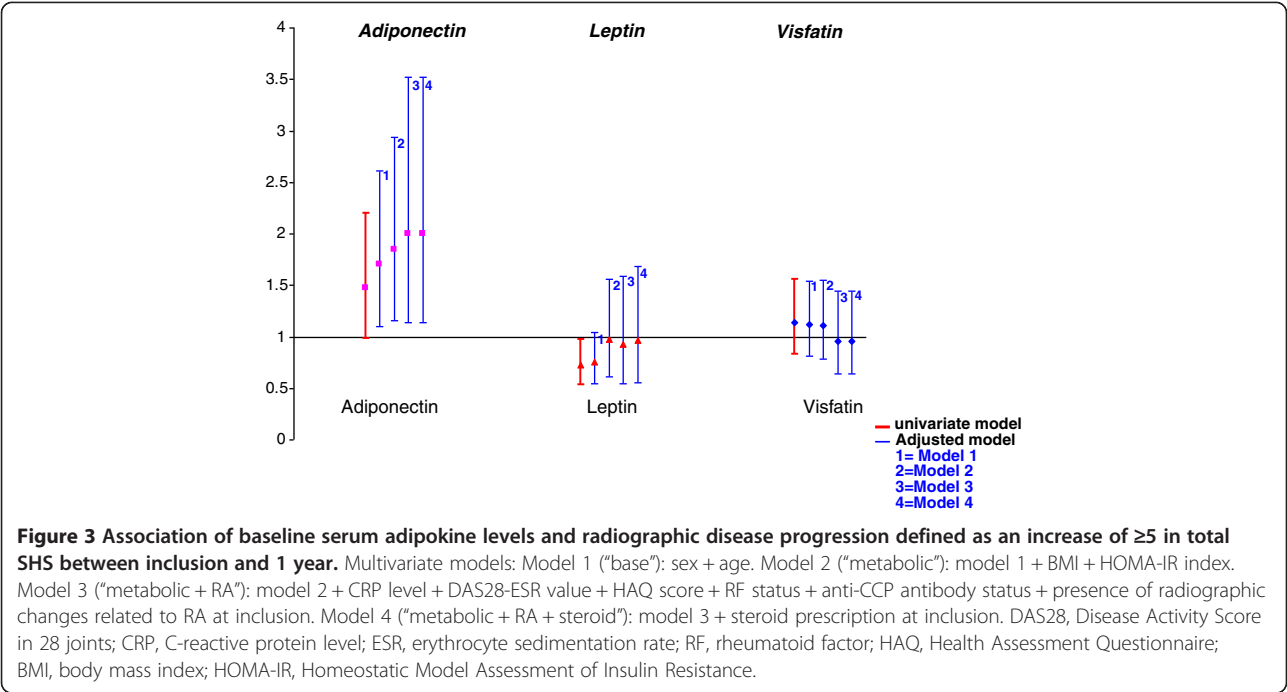 4
Adiponectin
Leptin
Visfatin
3.5
3 4
2
3
1
2.5
2
4
2 3
1.5
1 2
3 4
1
1
0.5
Adiponectin
Leptin
Visfatin
univariate model
0
Adjusted model
1= Model 1
2=Model 2
3=Model 3
4=Model 4
Figure 3 Association of baseline serum adipokine levels and radiographic disease progression defined as an increase of ≥5 in total
SHS between inclusion and 1 year. Multivariate models: Model 1 (“base”): sex + age. Model 2 (“metabolic”): model 1 + BMI + HOMA-IR index.
Model 3 (“metabolic + RA”): model 2 + CRP level + DAS28-ESR value + HAQ score + RF status + anti-CCP antibody status + presence of radiographic
changes related to RA at inclusion. Model 4 (“metabolic + RA + steroid”): model 3 + steroid prescription at inclusion. DAS28, Disease Activity Score
in 28 joints; CRP, C-reactive protein level; ESR, erythrocyte sedimentation rate; RF, rheumatoid factor; HAQ, Health Assessment Questionnaire;
BMI, body mass index; HOMA-IR, Homeostatic Model Assessment of Insulin Resistance.